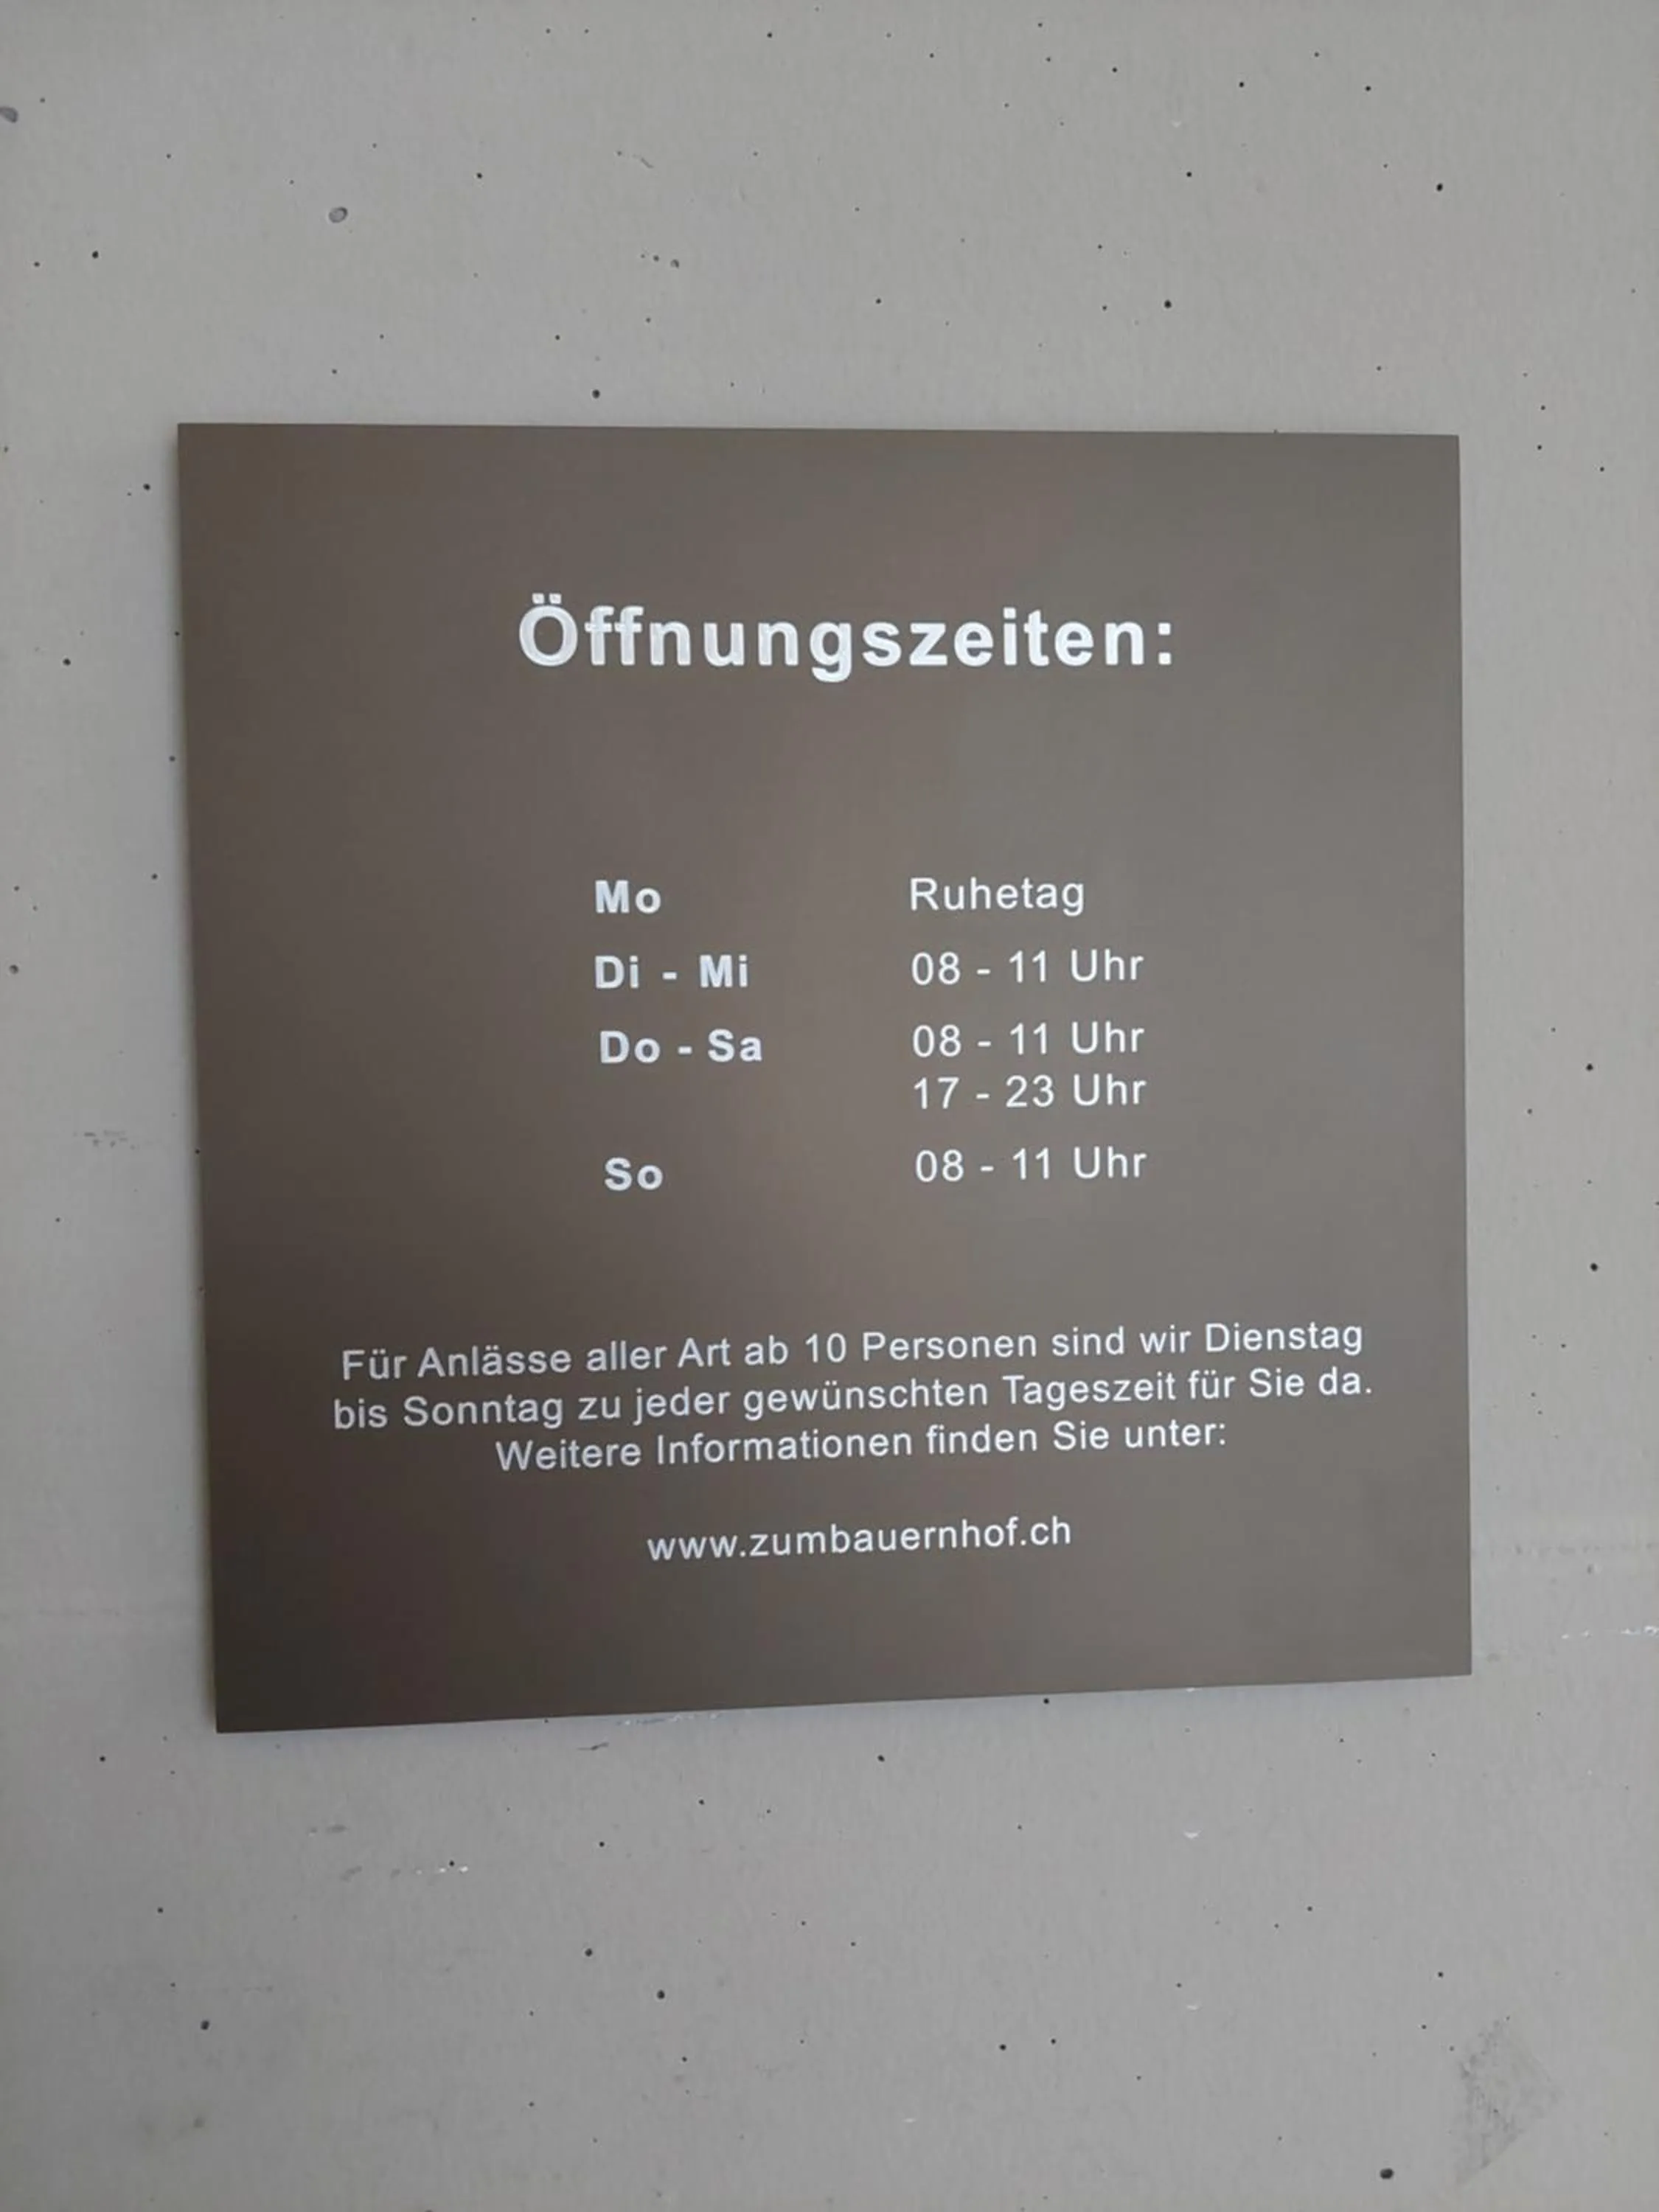 Öffnungszeiten:
Mo Ruhetag
Di - Mi 08 - 11 Uhr
Do - Sa 08 - 11 Uhr
17 - 23 Uhr
So 08 - 11 Uhr
Für Anlässe aller Art ab 10 Personen sind wir Dienstag
bis Sonntag zu jeder gewünschten Tageszeit für Sie da.
Weitere Informationen finden Sie unter:
www.zumbauernhof.ch